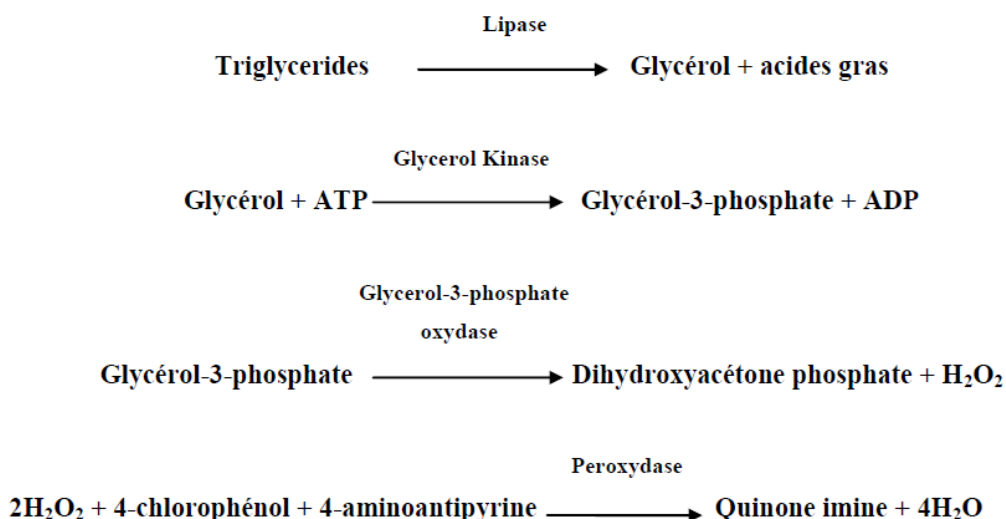 Lipase
Triglycerides Glycérol + acides gras
Glycerol Kinase
Glycérol + ATP Glycérol-3-phosphate + ADP
Glycerol-3-phosphate
oxydase
Glycérol-3-phosphate Dihydroxyacétone phosphate + H₂O₂
Peroxydase
2H₂O₂ + 4-chlorophénol + 4-aminoantipyrine Quinone imine + 4H₂O